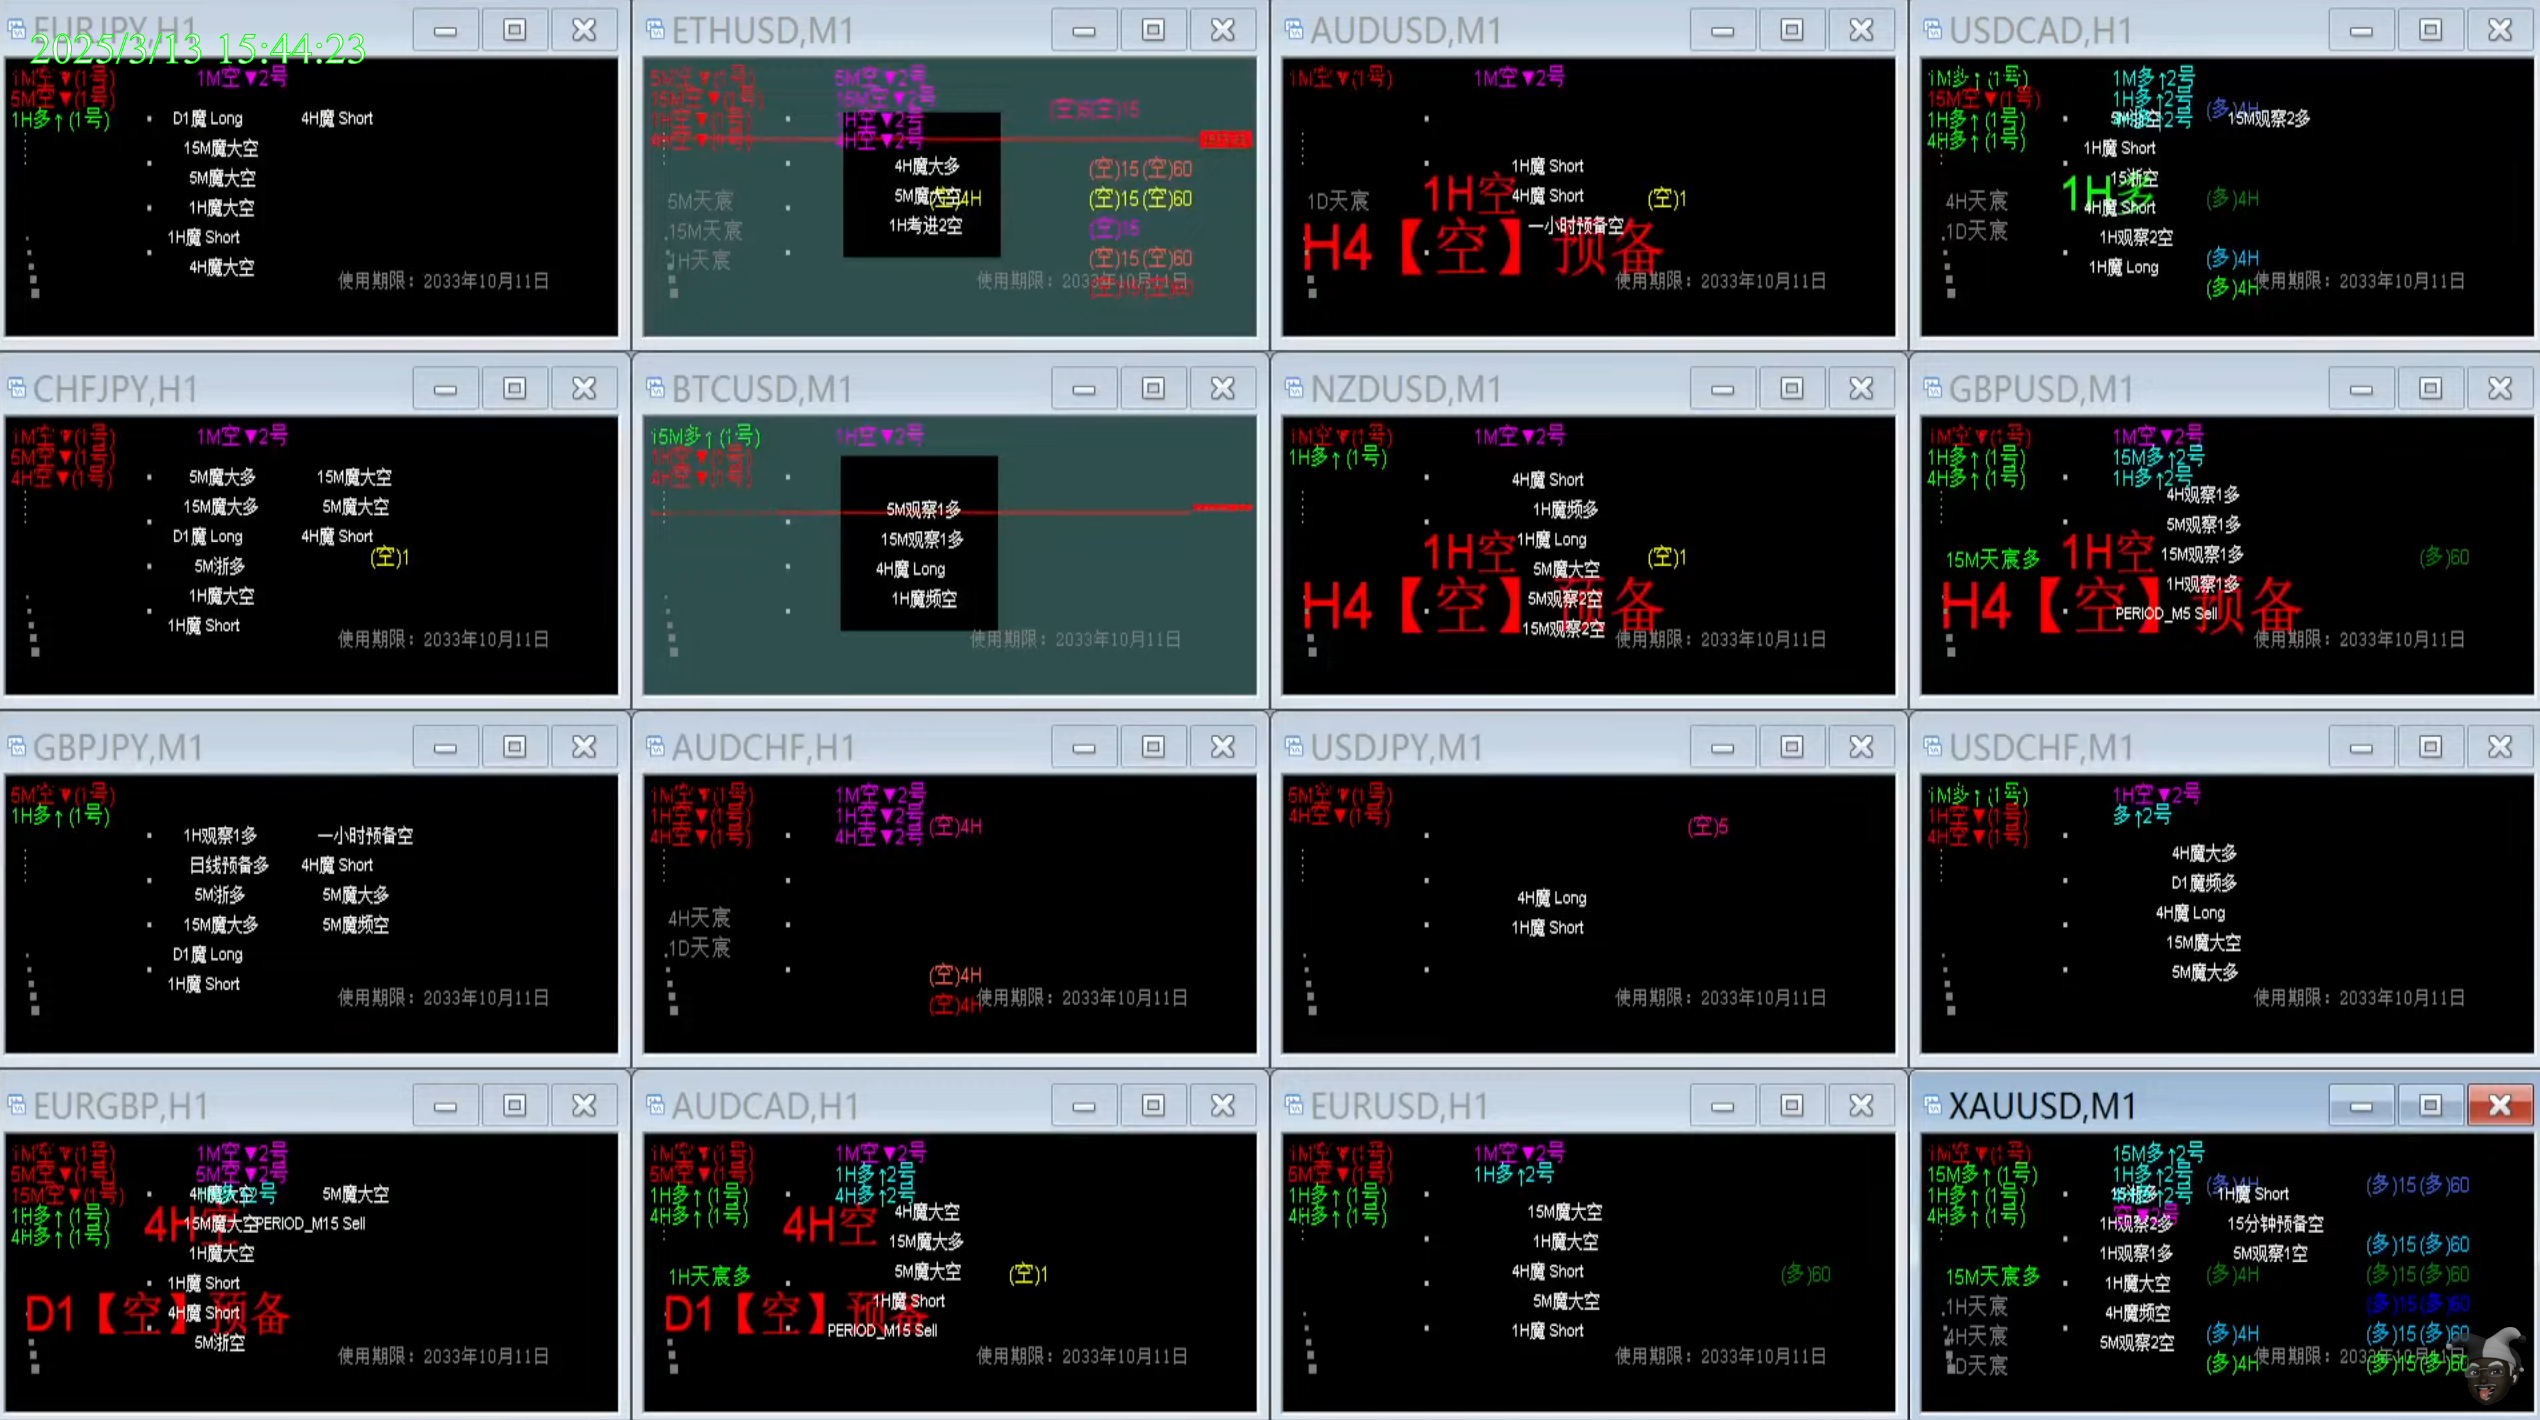 EURJPY,H1
2025/3/13 15:44:23
1M空▼(1号)
5M空▼(1号)
1H多↑(1号)
1M空▼2号
D1魔 Long
4H魔 Short
15M魔大空
5M魔大空
1H魔大空
1H魔 Short
4H魔大空
使用期限：2033年10月11日
ETHUSD,M1
5M空▼(1号)
15M空▼(1号)
1H空▼(1号)
4H空▼(1号)
5M空▼2号
15M空▼2号
1H空▼2号
4H空▼2号
4H魔大多
5M魔大空
(空)4H
1H考进2空
5M天宸
15M天宸
1H天宸
(空)15 (空)60
(空)15 (空)60
(空)15
(空)15 (空)60
使用期限：2033年10月11日
AUDUSD,M1
1M空▼(1号)
1M空▼2号
1H魔 Short
4H魔 Short
一小时预备空
1D天宸
1H空
(空)1
H4【空】预备
使用期限：2033年10月11日
USDCAD,H1
1M多↑(1号)
15M空▼(1号)
1H多↑(1号)
4H多↑(1号)
1M多↑2号
1H多↑2号
(多)4H
15M观察2多
1H魔 Short
15浙空
1H多
4H魔 Short
1H观察2空
1H魔 Long
4H天宸
1D天宸
(多)4H
(多)4H
(多)4H
使用期限：2033年10月11日
CHFJPY,H1
1M空▼(1号)
5M空▼(1号)
4H空▼(1号)
1M空▼2号
5M魔大多
15M魔大空
15M魔大多
5M魔大空
D1魔 Long
4H魔 Short
(空)1
5M浙多
1H魔大空
1H魔 Short
使用期限：2033年10月11日
BTCUSD,M1
15M多↑(1号)
1H空▼(1号)
4H空▼(1号)
1H空▼2号
5M观察1多
15M观察1多
4H魔 Long
1H魔频空
使用期限：2033年10月11日
NZDUSD,M1
1M空▼(1号)
1H多↑(1号)
1M空▼2号
4H魔 Short
1H魔频多
1H空
1H魔 Long
(空)1
5M魔大空
H4【空】预备
5M观察2空
15M观察2空
使用期限：2033年10月11日
GBPUSD,M1
1M空▼(1号)
1H多↑(1号)
4H多↑(1号)
1M空▼2号
15M多↑2号
1H多↑2号
4H观察1多
5M观察1多
15M天宸多
1H空
15M观察1多
(多)60
1H观察1多
H4【空】预备
PERIOD_M5 Sell
使用期限：2033年10月11日
GBPJPY,M1
5M空▼(1号)
1H多↑(1号)
1H观察1多
一小时预备空
日线预备多
4H魔 Short
5M浙多
5M魔大多
15M魔大多
5M魔频空
D1魔 Long
1H魔 Short
使用期限：2033年10月11日
AUDCHF,H1
1M空▼(1号)
1H空▼(1号)
4H空▼(1号)
1M空▼2号
1H空▼2号
4H空▼2号
(空)4H
4H天宸
1D天宸
(空)4H
(空)4H
使用期限：2033年10月11日
USDJPY,M1
5M空▼(1号)
4H空▼(1号)
(空)5
4H魔 Long
1H魔 Short
使用期限：2033年10月11日
USDCHF,M1
1M多↑(1号)
1H空▼(1号)
4H空▼(1号)
1H空▼2号
多↑2号
4H魔大多
D1魔频多
4H魔 Long
15M魔大空
5M魔大多
使用期限：2033年10月11日
EURGBP,H1
1M空▼(1号)
5M空▼(1号)
15M空▼(1号)
1H多↑(1号)
4H多↑(1号)
1M空▼2号
5M空▼2号
4H魔大空
5M魔大空
4H空
15M魔大空
PERIOD_M15 Sell
1H魔大空
1H魔 Short
4H魔 Short
D1【空】预备
5M浙空
使用期限：2033年10月11日
AUDCAD,H1
1M空▼(1号)
5M空▼(1号)
1H多↑(1号)
4H多↑(1号)
1M空▼2号
1H多↑2号
4H多↑2号
4H空
4H魔大空
15M魔大多
1H天宸多
5M魔大空
(空)1
1H魔 Short
D1【空】预备
PERIOD_M15 Sell
使用期限：2033年10月11日
EURUSD,H1
1M空▼(1号)
5M空▼(1号)
1H多↑(1号)
4H多↑(1号)
1M空▼2号
1H多↑2号
15M魔大空
1H魔大空
4H魔 Short
5M魔大空
1H魔 Short
(多)60
使用期限：2033年10月11日
XAUUSD,M1
1M空▼(1号)
15M多↑(1号)
1H多↑(1号)
4H多↑(1号)
15M多↑2号
1H多↑2号
1H魔 Short
(多)15 (多)60
1H观察2多
15分钟预备空
1H观察1多
5M观察1空
(多)15 (多)60
15M天宸多
1H魔大空
(多)4H
(多)15 (多)60
1H天宸
4H魔频空
(多)15 (多)60
4H天宸
5M观察2空
(多)4H
(多)15 (多)60
1D天宸
(多)4H
(多)15 (多)60